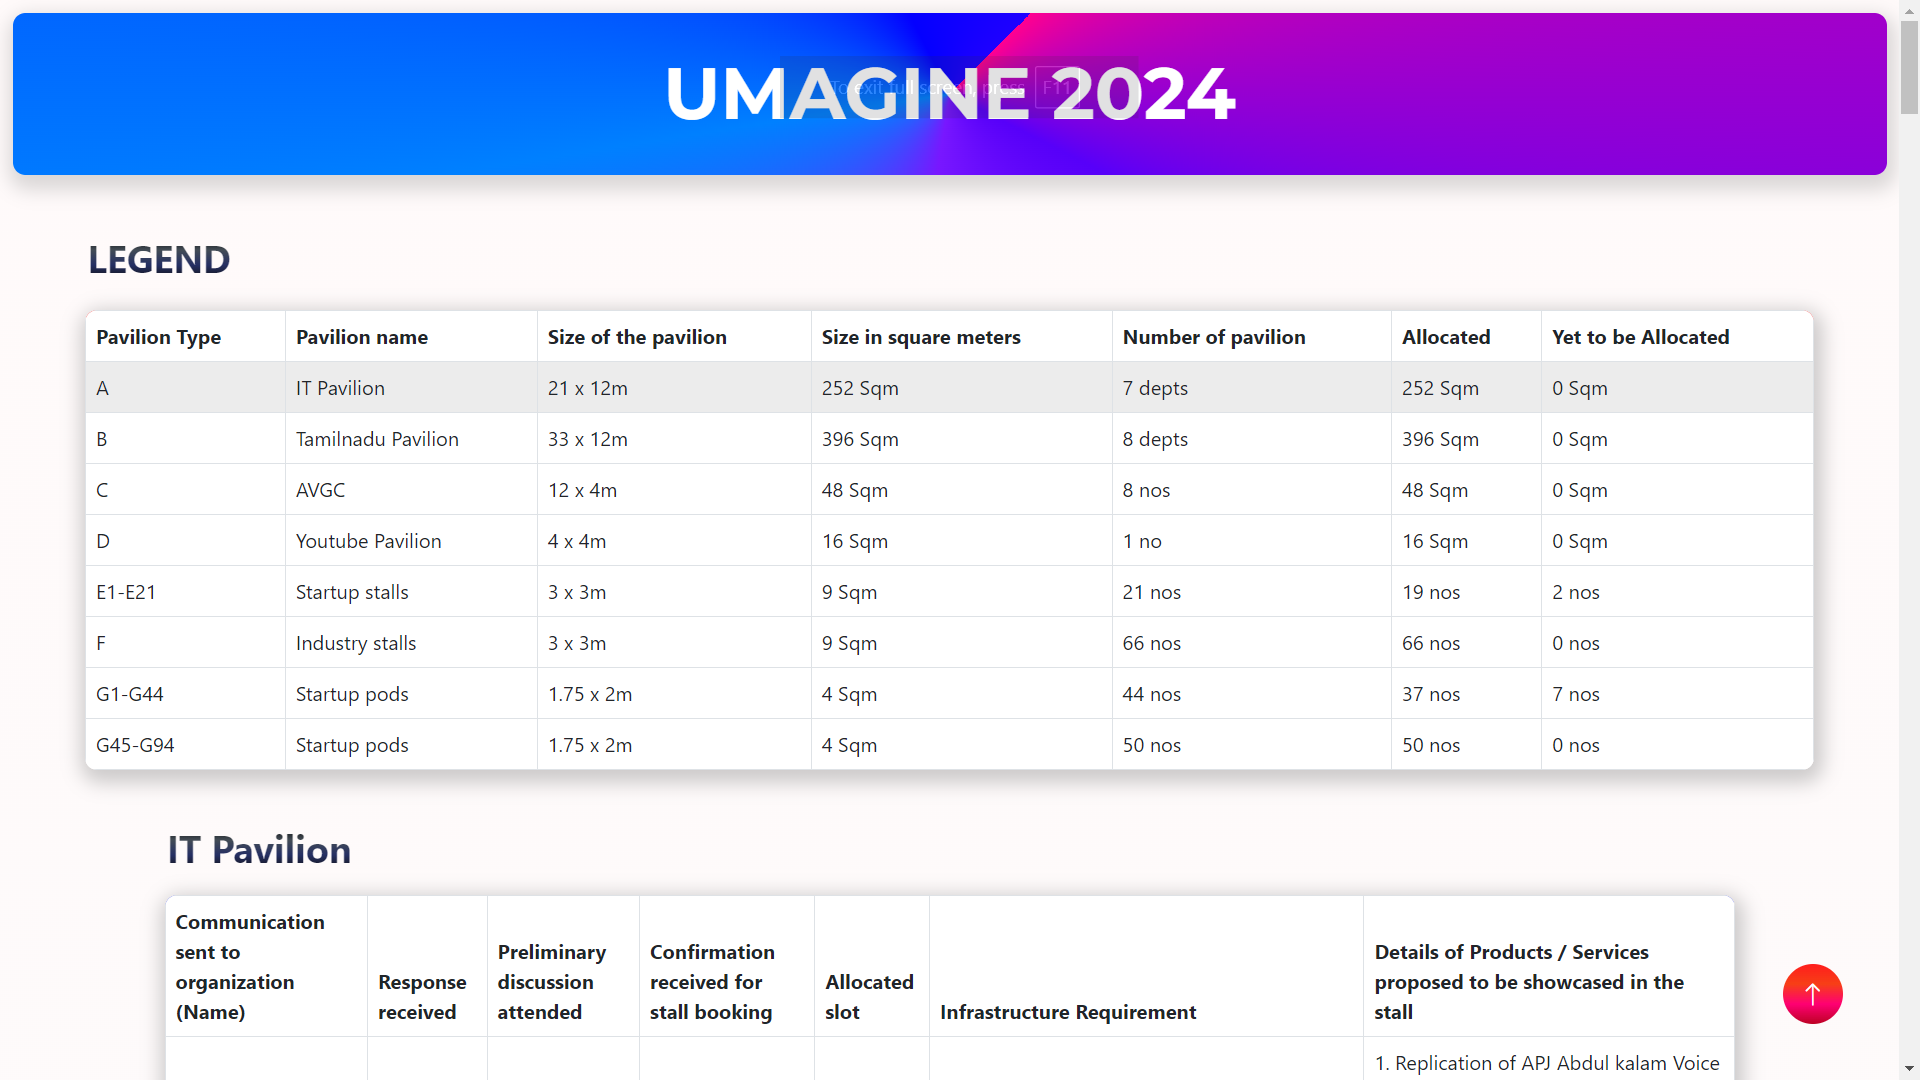 UMAGINE 2024
To exit full screen, press F11
LEGEND
Pavilion Type Pavilion name Size of the pavilion Size in square meters Number of pavilion Allocated Yet to be Allocated
A IT Pavilion 21 x 12m 252 Sqm 7 depts 252 Sqm 0 Sqm
B Tamilnadu Pavilion 33 x 12m 396 Sqm 8 depts 396 Sqm 0 Sqm
C AVGC 12 x 4m 48 Sqm 8 nos 48 Sqm 0 Sqm
D Youtube Pavilion 4 x 4m 16 Sqm 1 no 16 Sqm 0 Sqm
E1-E21 Startup stalls 3 x 3m 9 Sqm 21 nos 19 nos 2 nos
F Industry stalls 3 x 3m 9 Sqm 66 nos 66 nos 0 nos
G1-G44 Startup pods 1.75 x 2m 4 Sqm 44 nos 37 nos 7 nos
G45-G94 Startup pods 1.75 x 2m 4 Sqm 50 nos 50 nos 0 nos
IT Pavilion
Communication
sent to
organization
(Name)
Response
received
Preliminary
discussion
attended
Confirmation
received for
stall booking
Allocated
slot
Infrastructure Requirement
Details of Products / Services
proposed to be showcased in the
stall
1. Replication of APJ Abdul kalam Voice